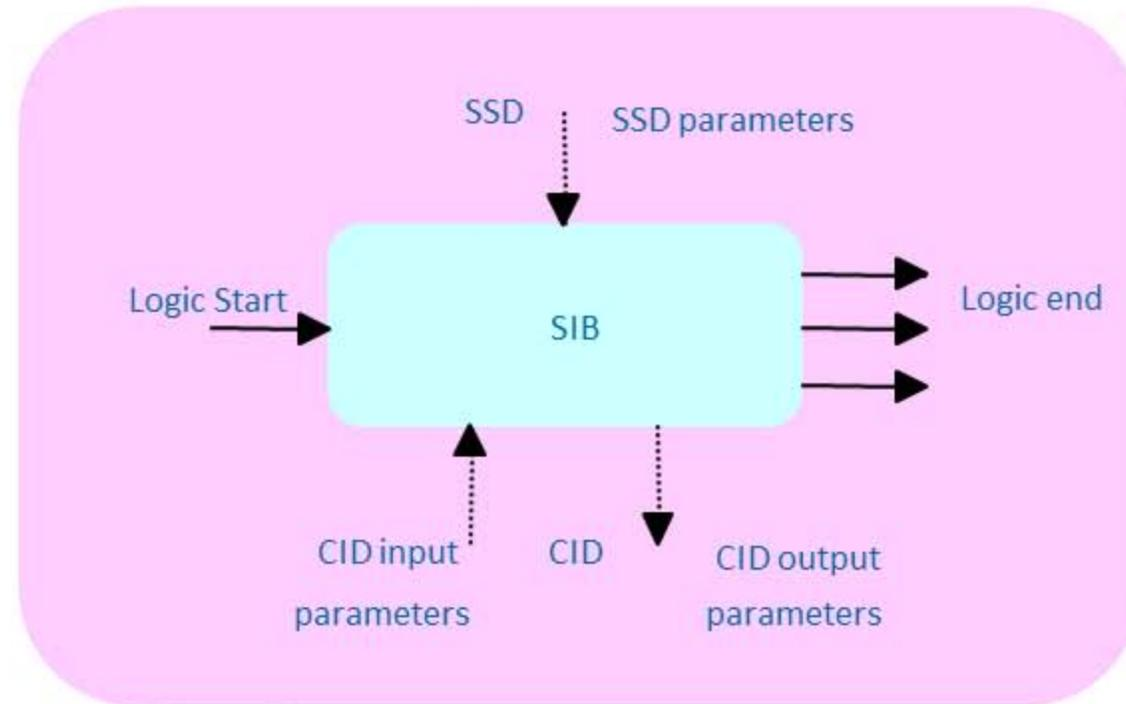 SSD
SSD parameters
Logic Start
SIB
Logic end
CID input
parameters
CID
CID output
parameters